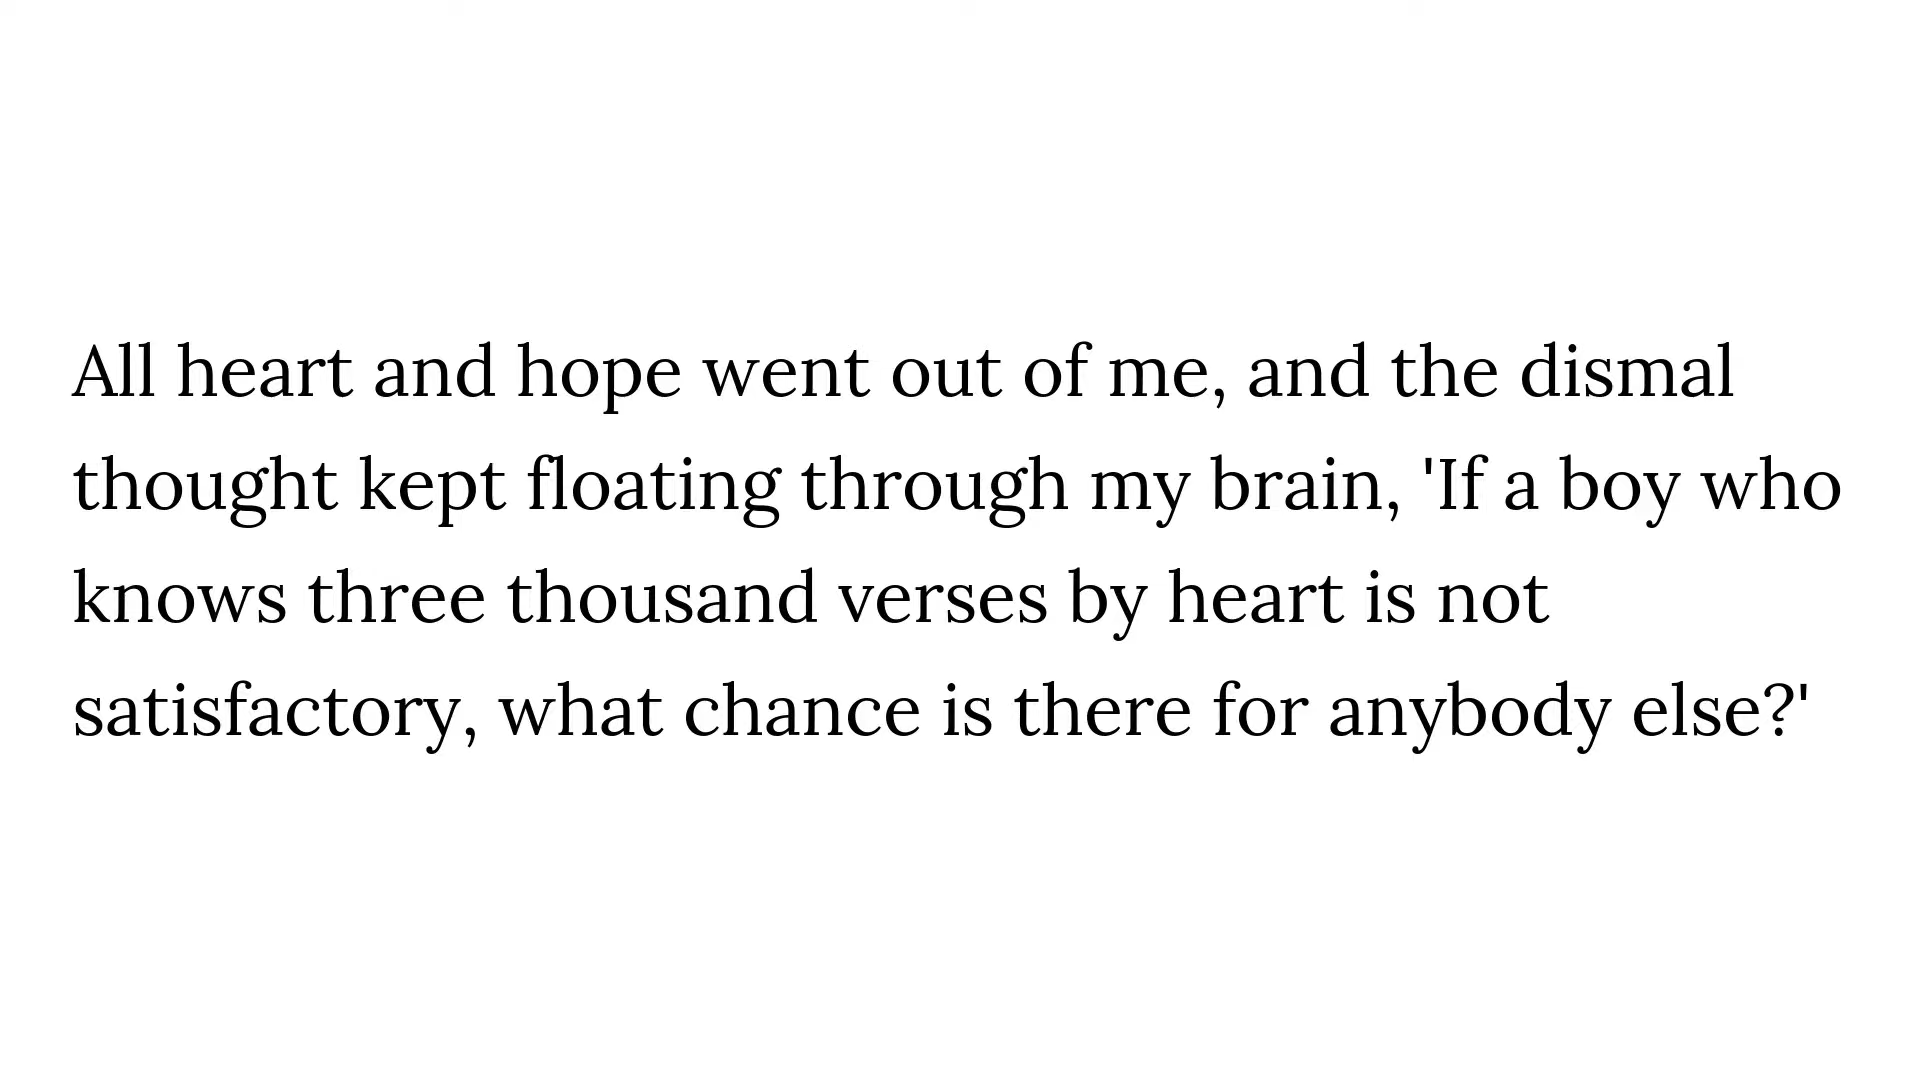 All heart and hope went out of me, and the dismal
thought kept floating through my brain, 'If a boy who
knows three thousand verses by heart is not
satisfactory, what chance is there for anybody else?'